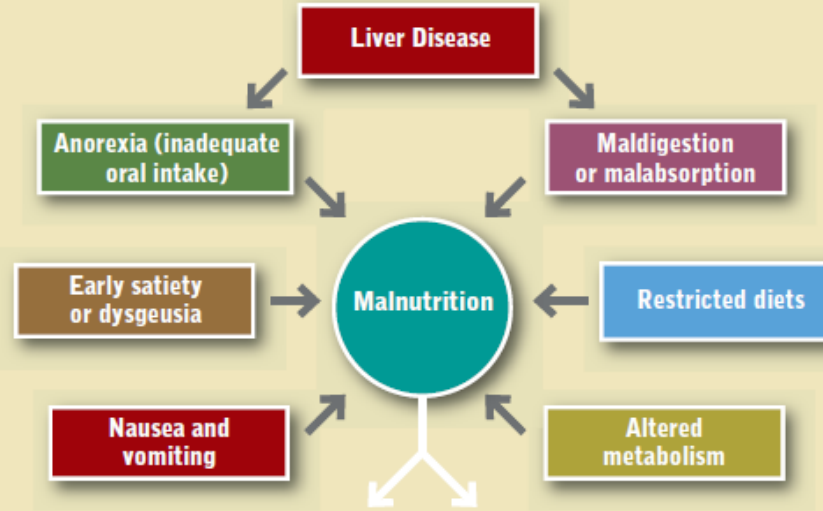 Liver Disease
Anorexia (inadequate
oral intake)
Maldigestion
or malabsorption
Early satiety
or dysgeusia
Malnutrition
Restricted diets
Nausea and
vomiting
Altered
metabolism